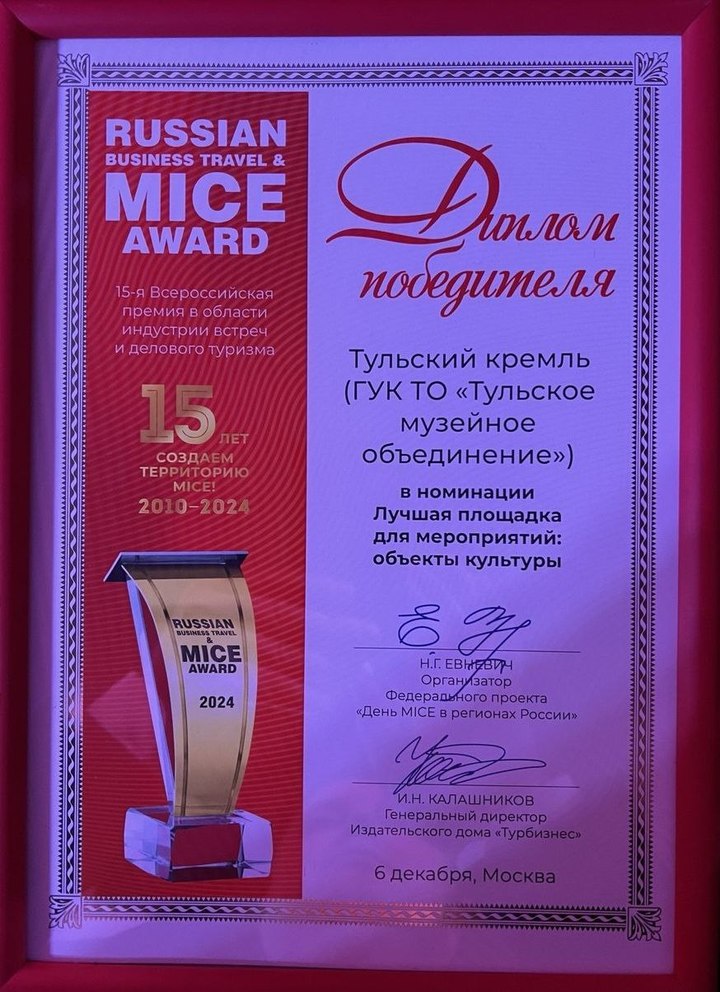 RUSSIAN
BUSINESS TRAVEL &
MICE
AWARD
15-я Всероссийская
премия в области
индустрии встреч
и делового туризма
15 ЛЕТ
СОЗДАЕМ
ТЕРРИТОРИЮ
MICE!
2010-2024
RUSSIAN
BUSINESS TRAVEL
&
MICE
AWARD
2024
Диплом
победителя
Тульский кремль
(ГУК ТО «Тульское
музейное
объединение»)
в номинации
Лучшая площадка
для мероприятий:
объекты культуры
Н.Г. ЕВНЕВИЧ
Организатор
Федерального проекта
«День MICE в регионах России»
И.Н. КАЛАШНИКОВ
Генеральный директор
Издательского дома «Турбизнес»
6 декабря, Москва